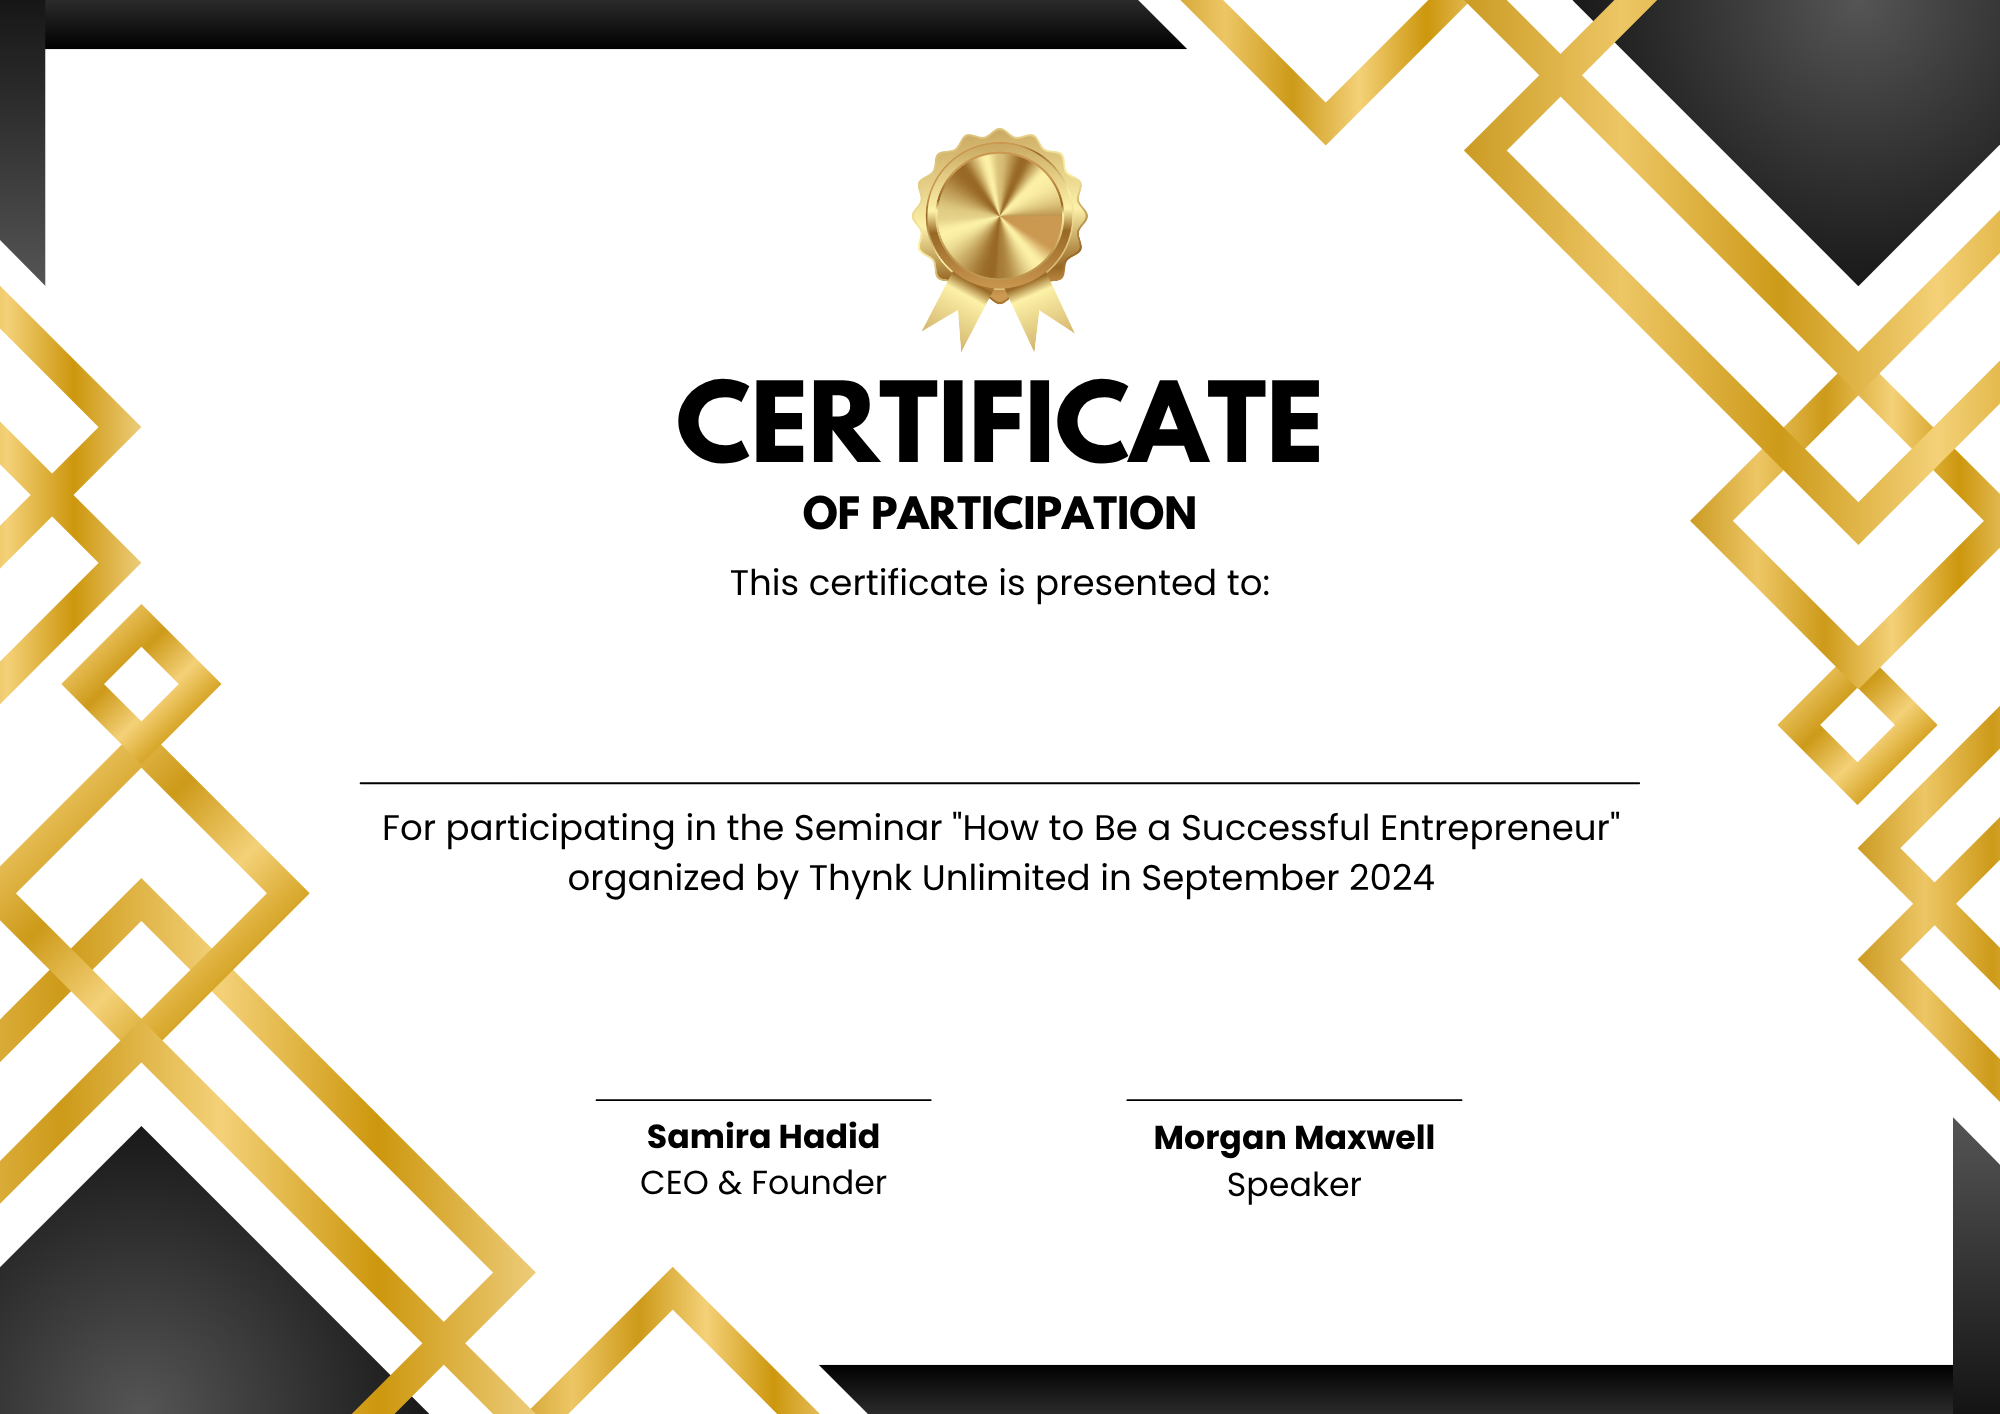 CERTIFICATE
OF PARTICIPATION
This certificate is presented to:
For participating in the Seminar "How to Be a Successful Entrepreneur"
organized by Thynk Unlimited in September 2024
Samira Hadid
CEO & Founder
Morgan Maxwell
Speaker